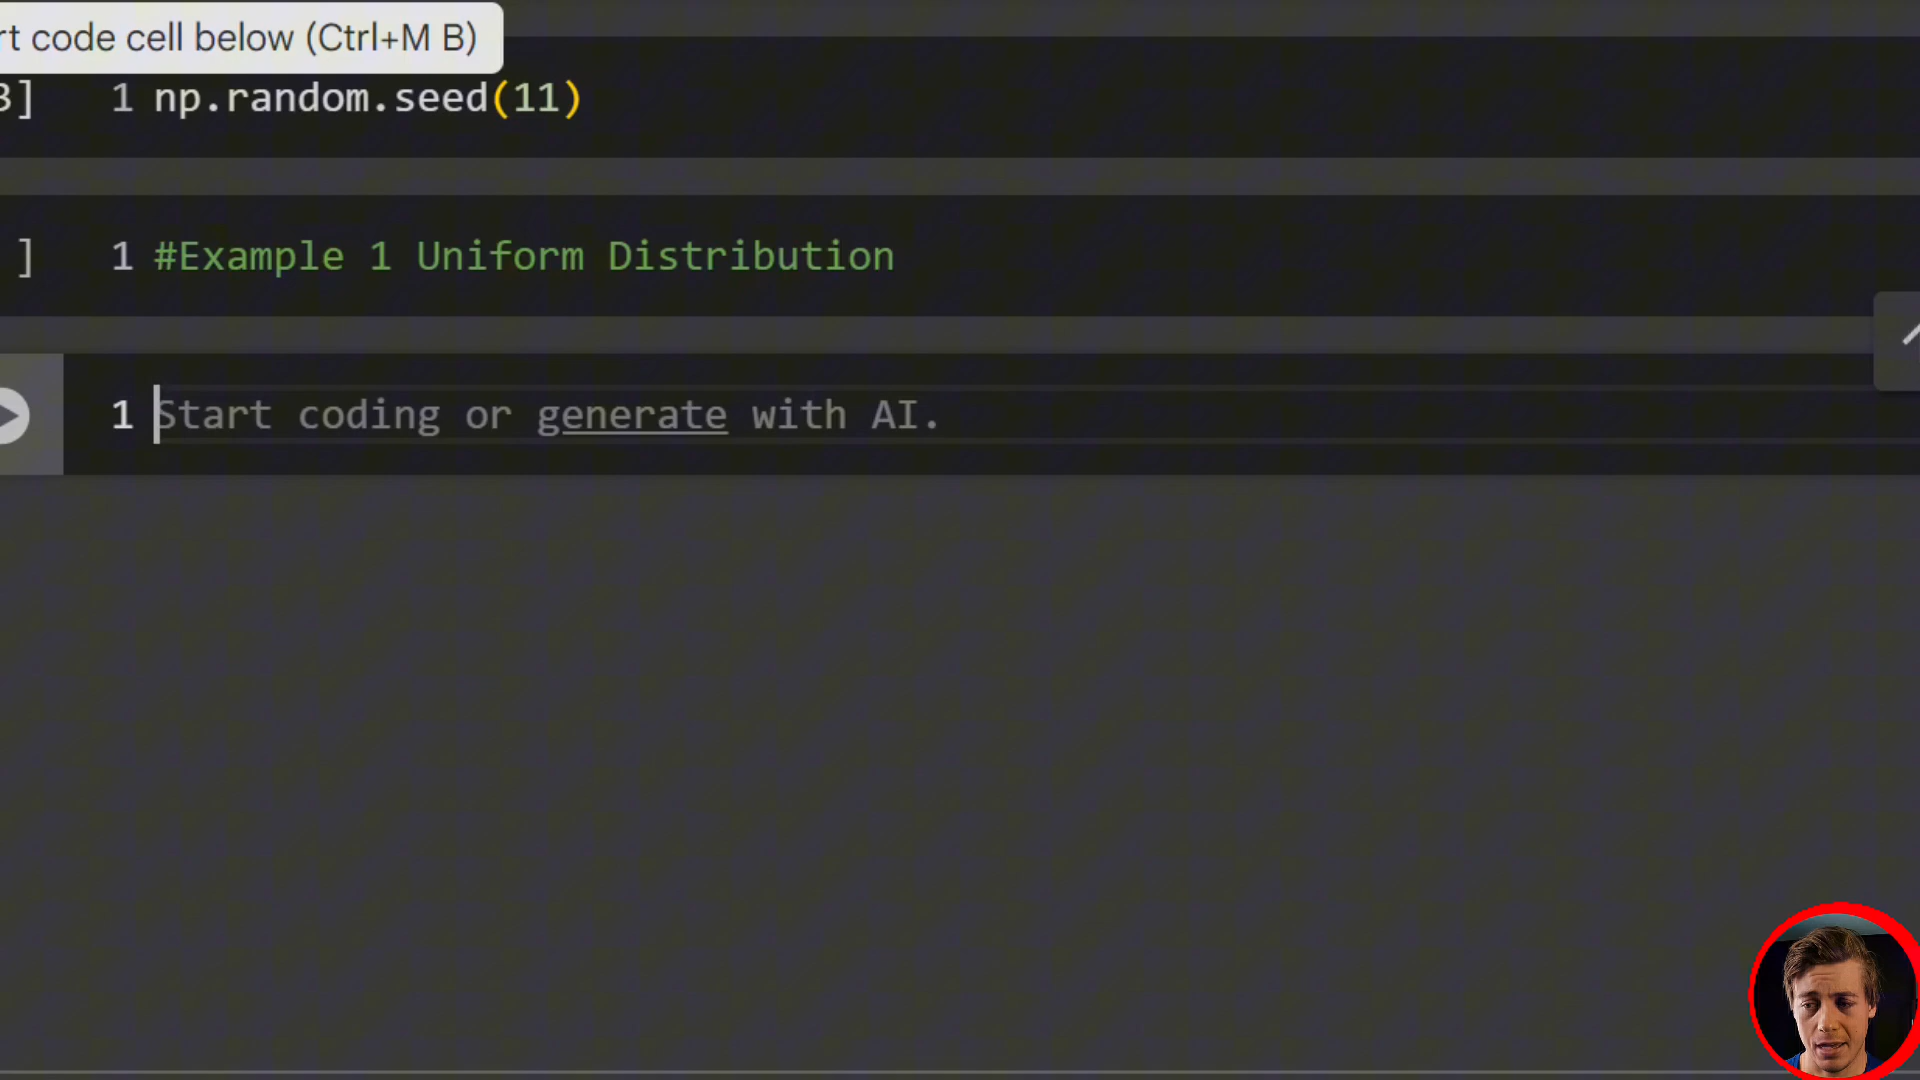 rt code cell below (Ctrl+M B)
3] 1 np.random.seed(11)
] 1 #Example 1 Uniform Distribution
1 Start coding or generate with AI.